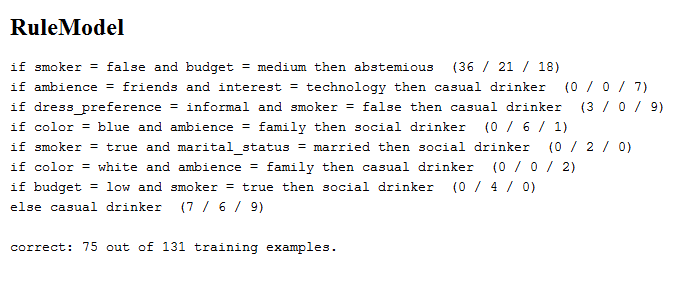 RuleModel
if smoker = false and budget = medium then abstemious  (36 / 21 / 18)
if ambience = friends and interest = technology then casual drinker  (0 / 0 / 7)
if dress_preference = informal and smoker = false then casual drinker  (3 / 0 / 9)
if color = blue and ambience = family then social drinker  (0 / 6 / 1)
if smoker = true and marital_status = married then social drinker  (0 / 2 / 0)
if color = white and ambience = family then casual drinker  (0 / 0 / 2)
if budget = low and smoker = true then social drinker  (0 / 4 / 0)
else casual drinker  (7 / 6 / 9)
correct: 75 out of 131 training examples.